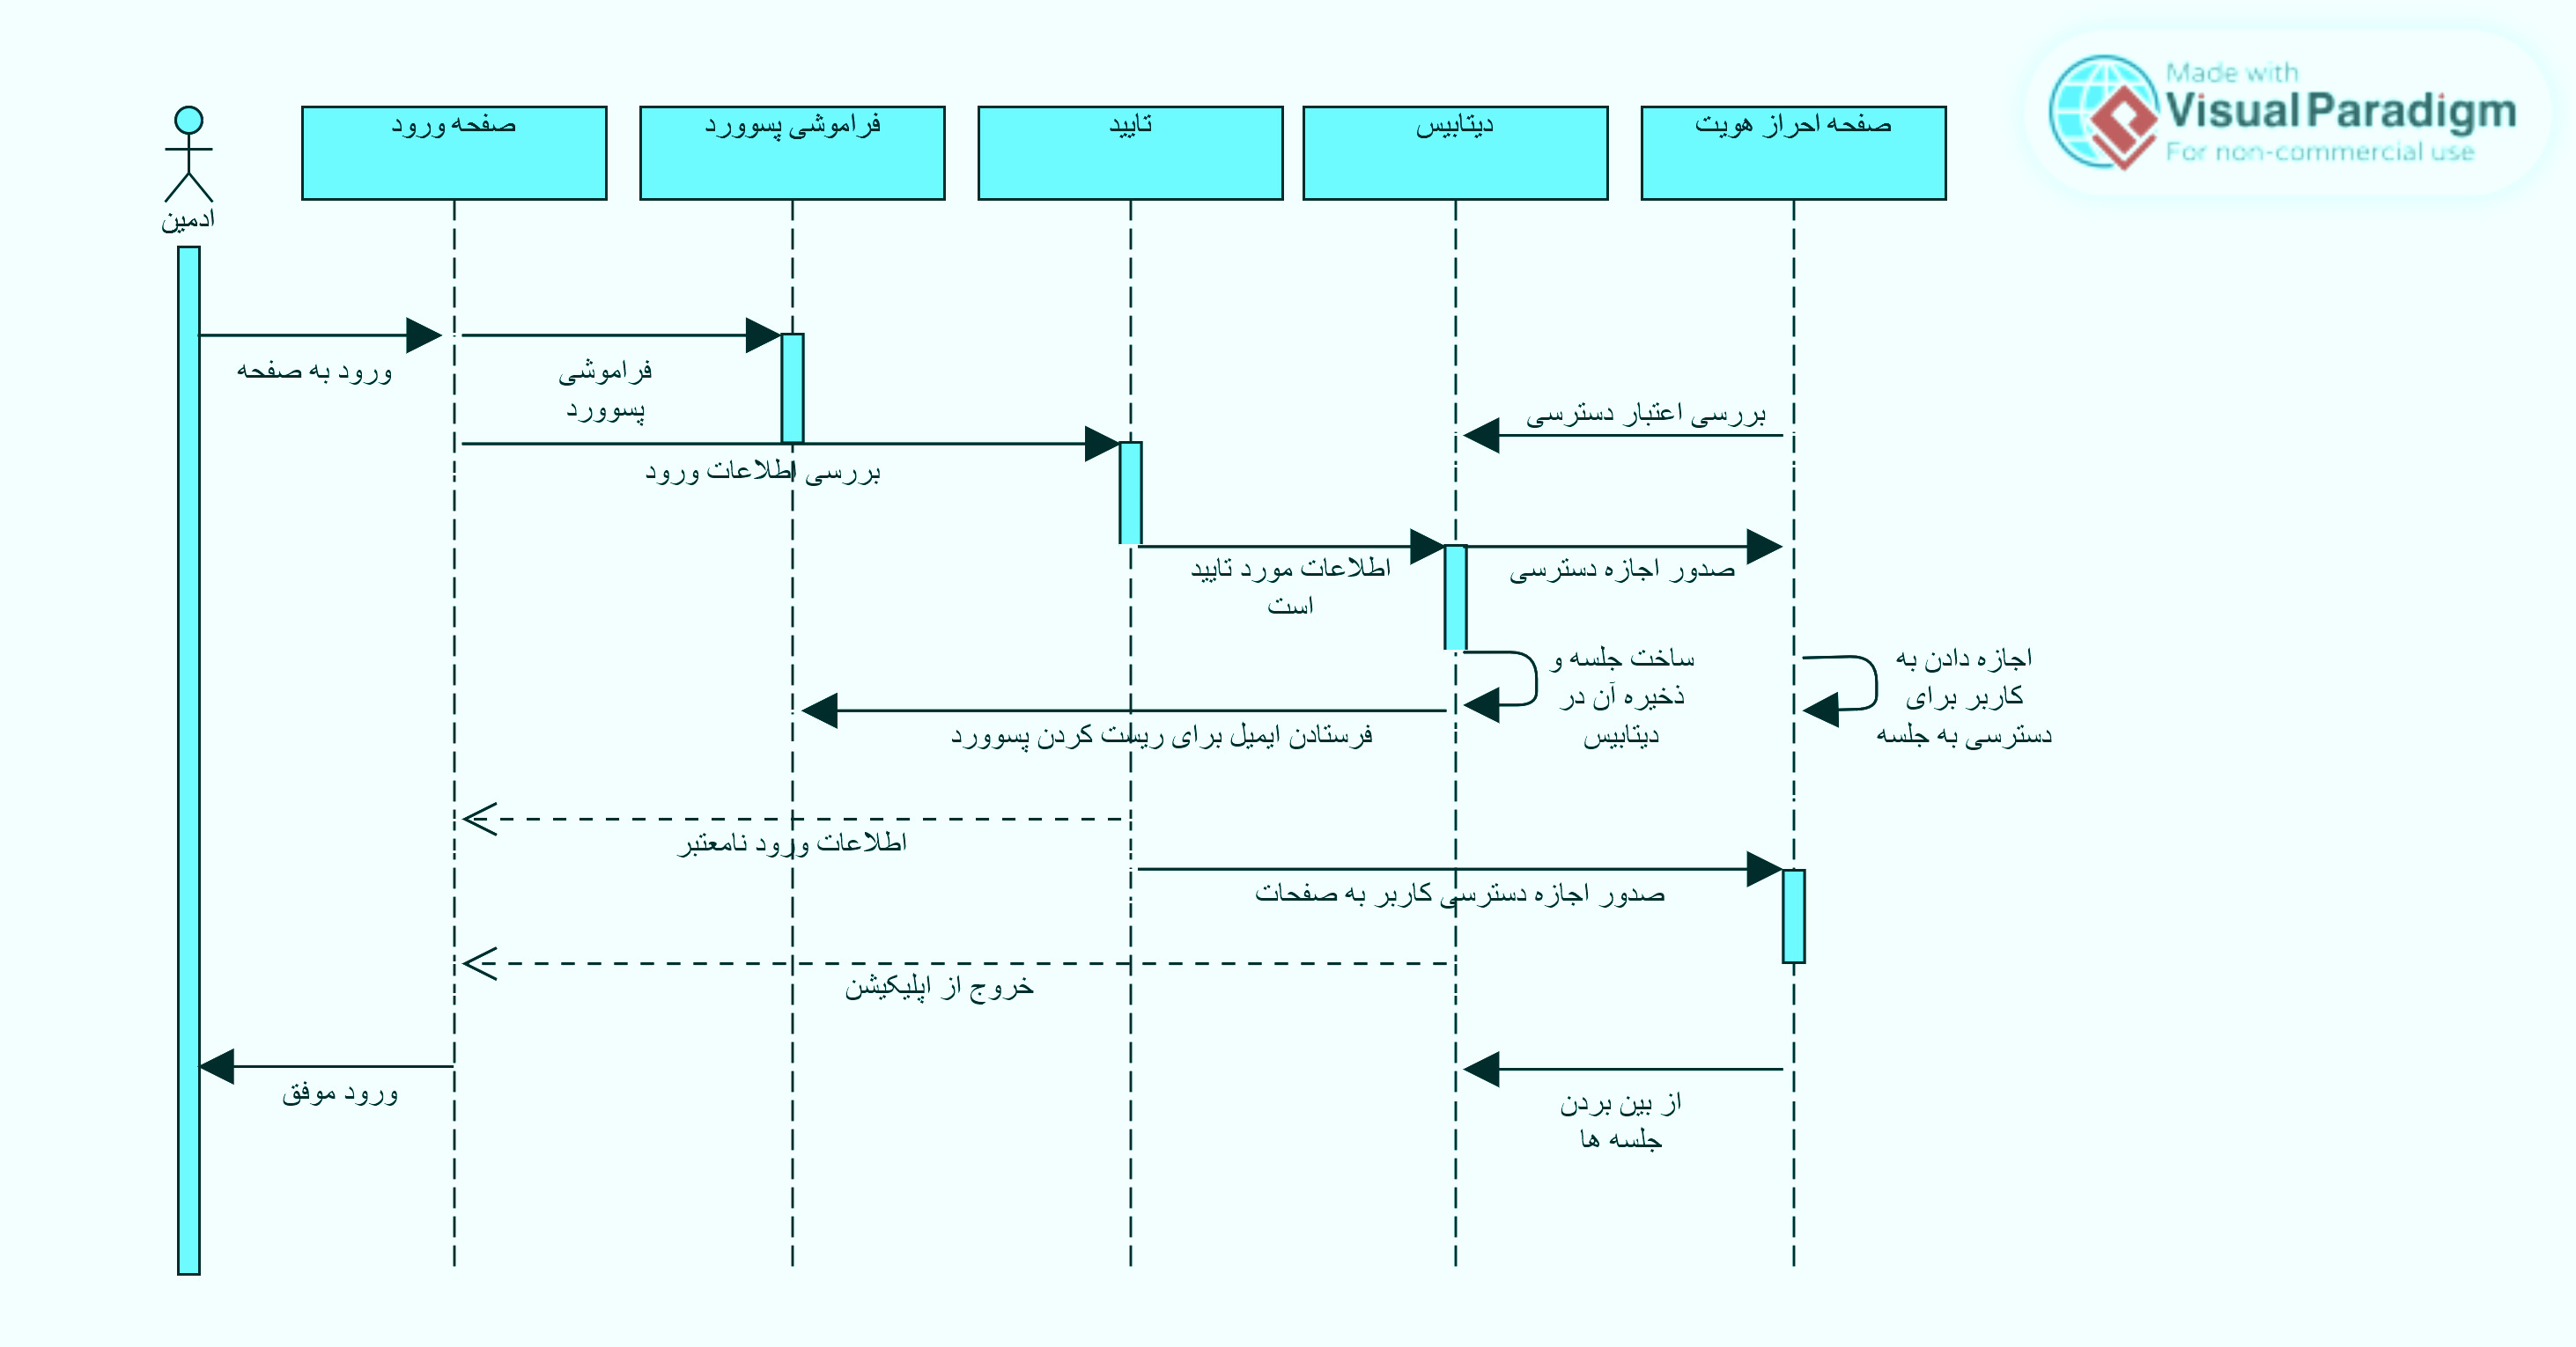 Made with
Visual Paradigm
For non-commercial use
ادمین
صفحه ورود
فراموشی پسوورد
تایید
دیتابیس
صفحه احراز هویت
ورود به صفحه
فراموشی
پسوورد
بررسی اعتبار دسترسی
بررسی اطلاعات ورود
اطلاعات مورد تایید
است
صدور اجازه دسترسی
ساخت جلسه و
ذخیره آن در
دیتابیس
اجازه دادن به
کاربر برای
دسترسی به جلسه
فرستادن ایمیل برای ریست کردن پسوورد
اطلاعات ورود نامعتبر
صدور اجازه دسترسی کاربر به صفحات
خروج از اپلیکیشن
ورود موفق
از بین بردن
جلسه ها